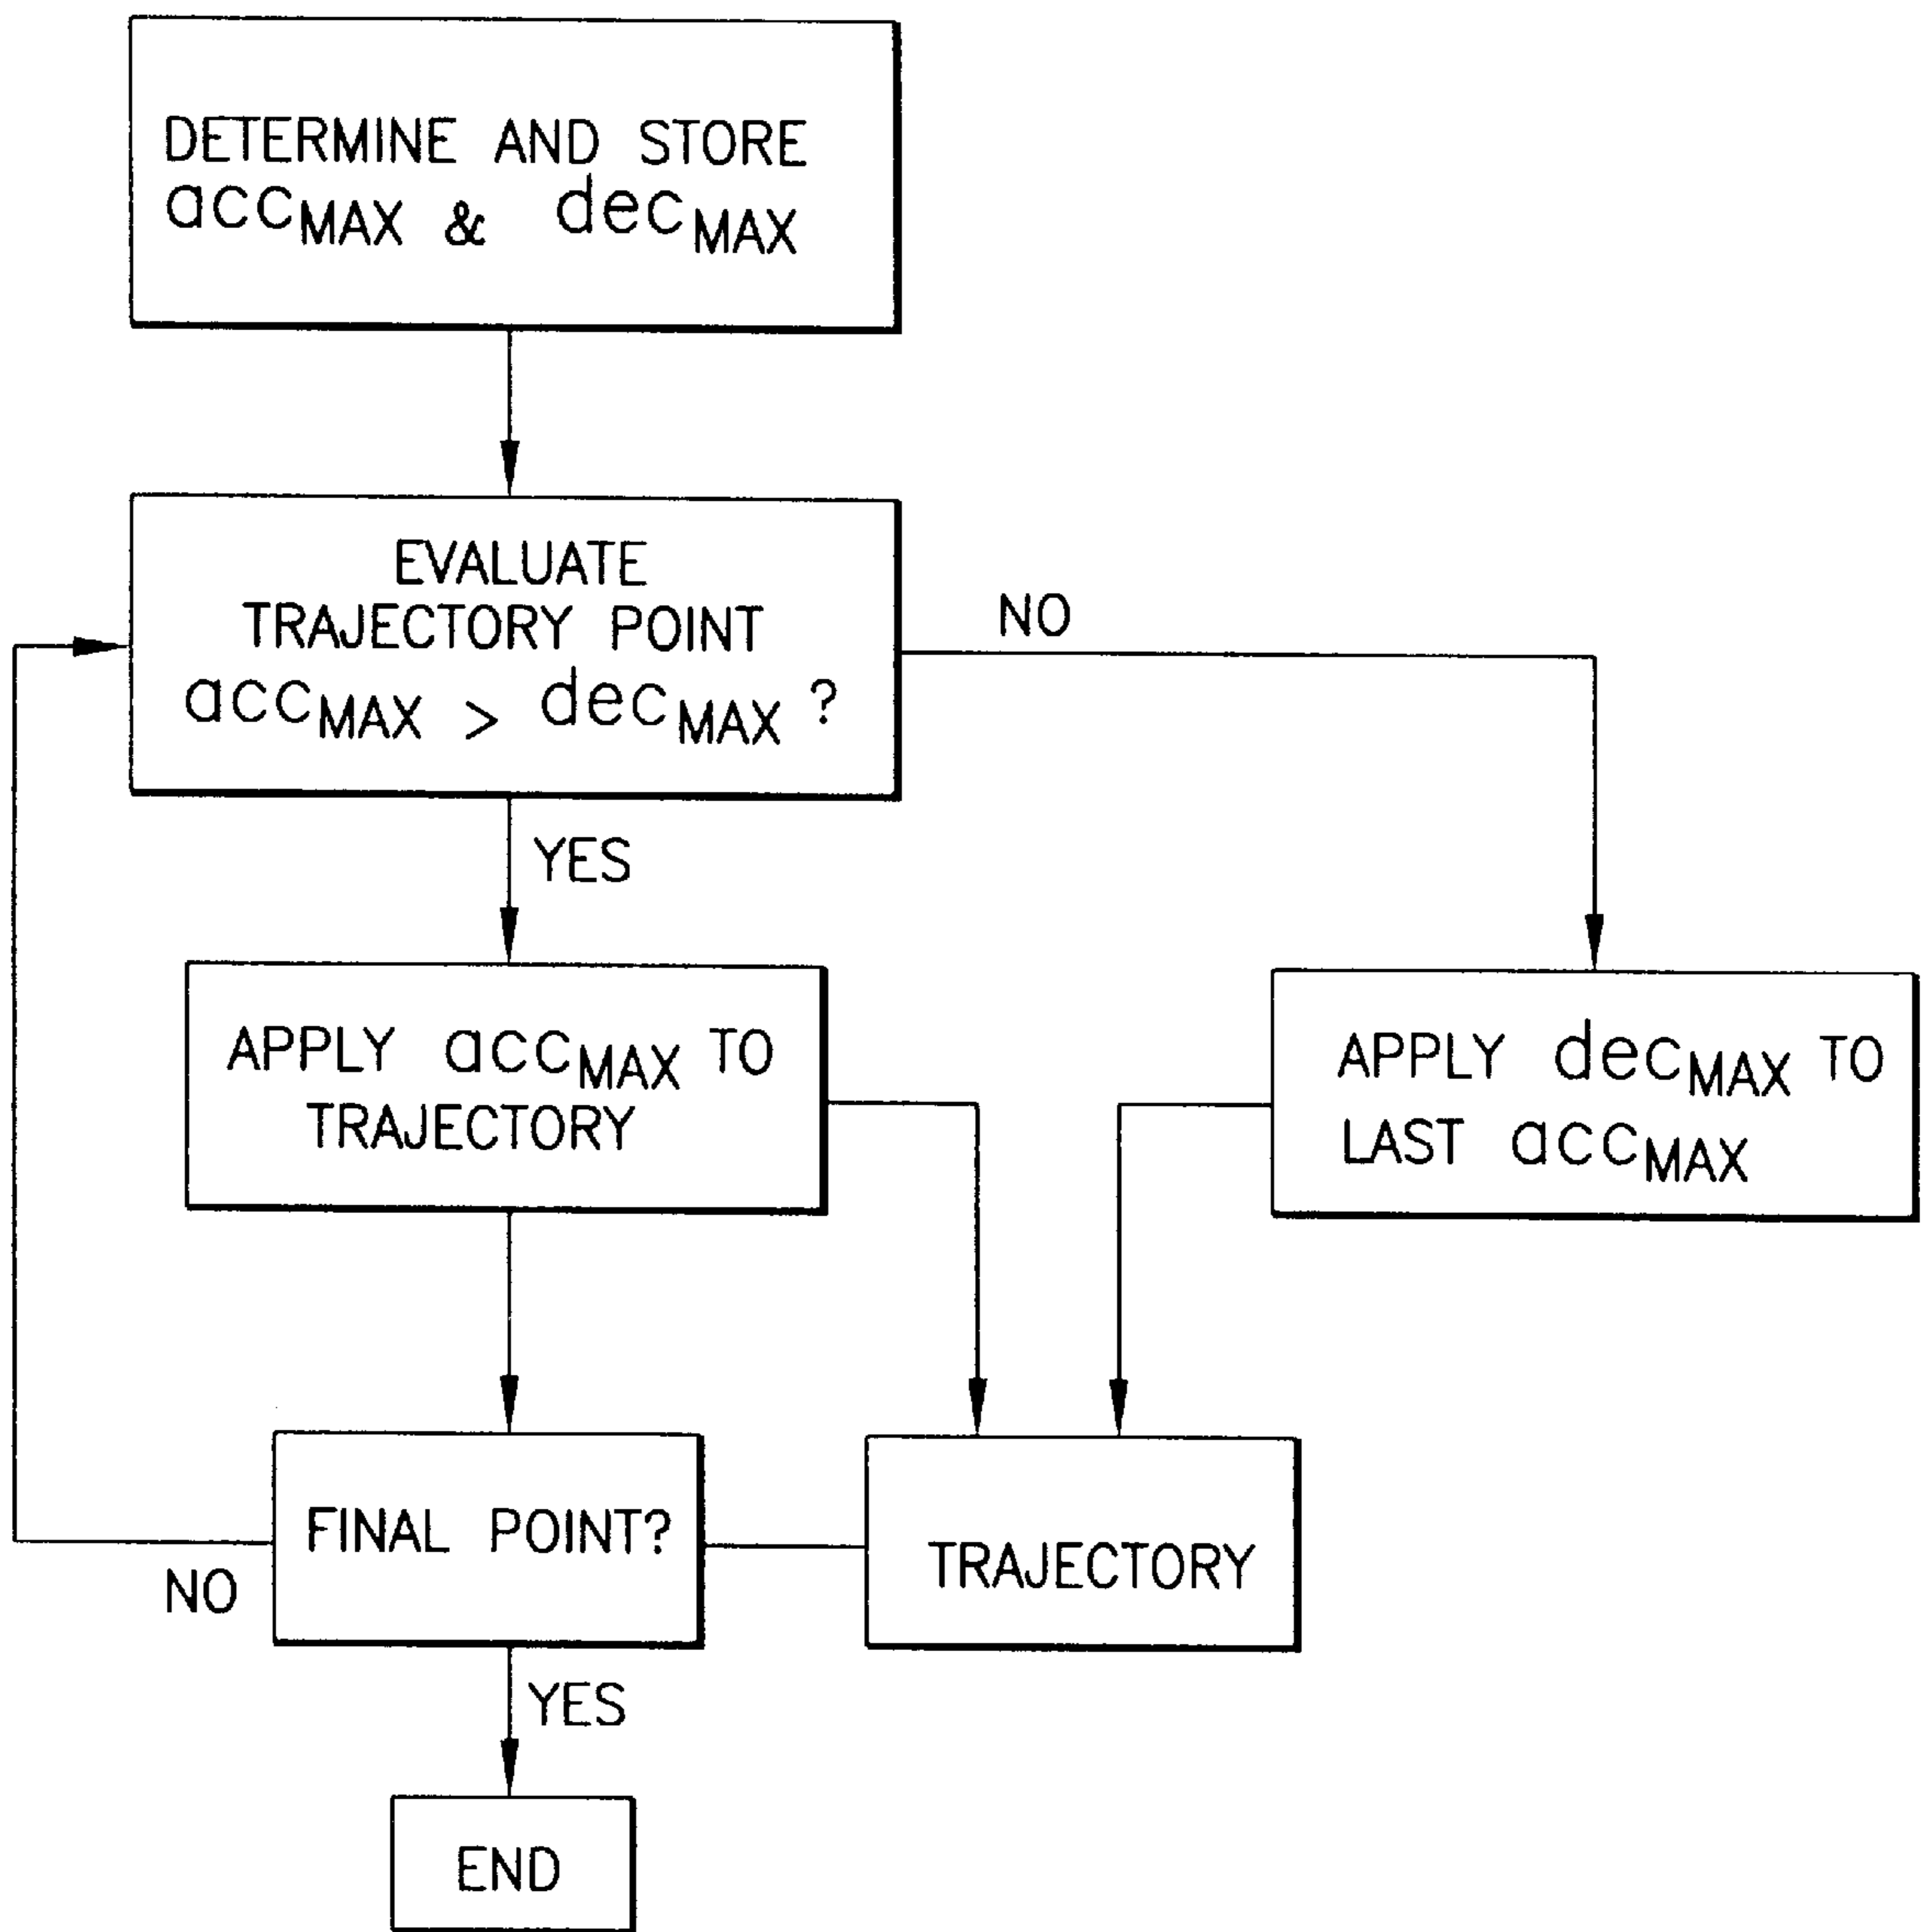 DETERMINE AND STORE
accMAX & decMAX
EVALUATE
TRAJECTORY POINT
accMAX > decMAX ?
NO
YES
APPLY accMAX TO
TRAJECTORY
APPLY decMAX TO
LAST accMAX
FINAL POINT?
TRAJECTORY
NO
YES
END